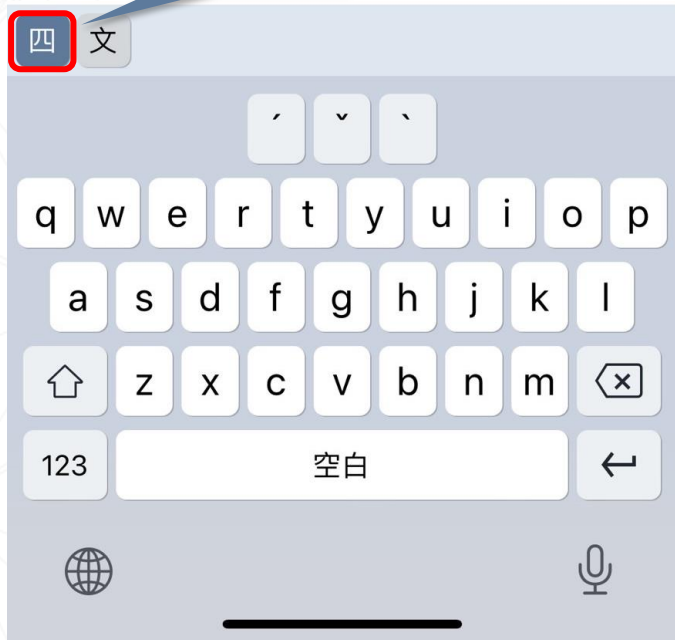 四 文
ˊ ˇ ˋ
q w e r t y u i o p
a s d f g h j k l
z x c v b n m
123 空白